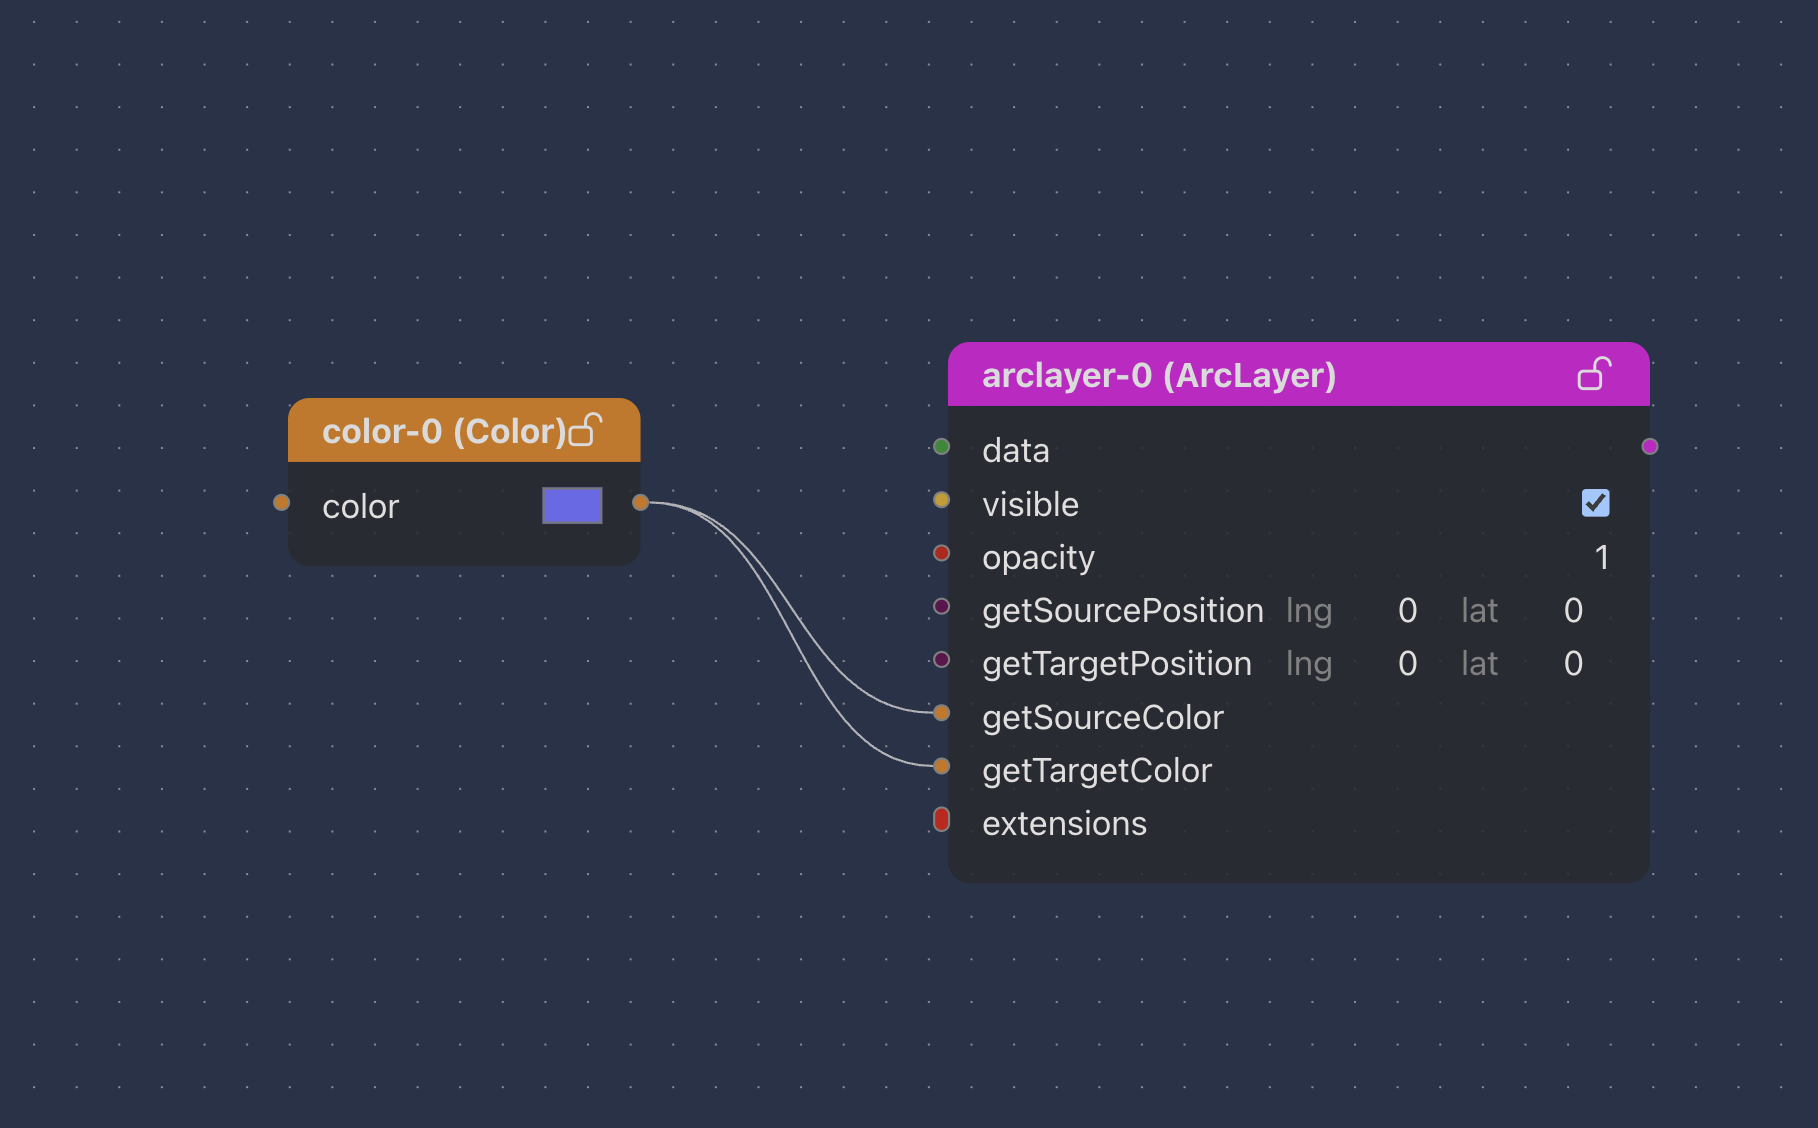 color-0 (Color)
color
arclayer-0 (ArcLayer)
data
visible
opacity 1
getSourcePosition lng 0 lat 0
getTargetPosition lng 0 lat 0
getSourceColor
getTargetColor
extensions